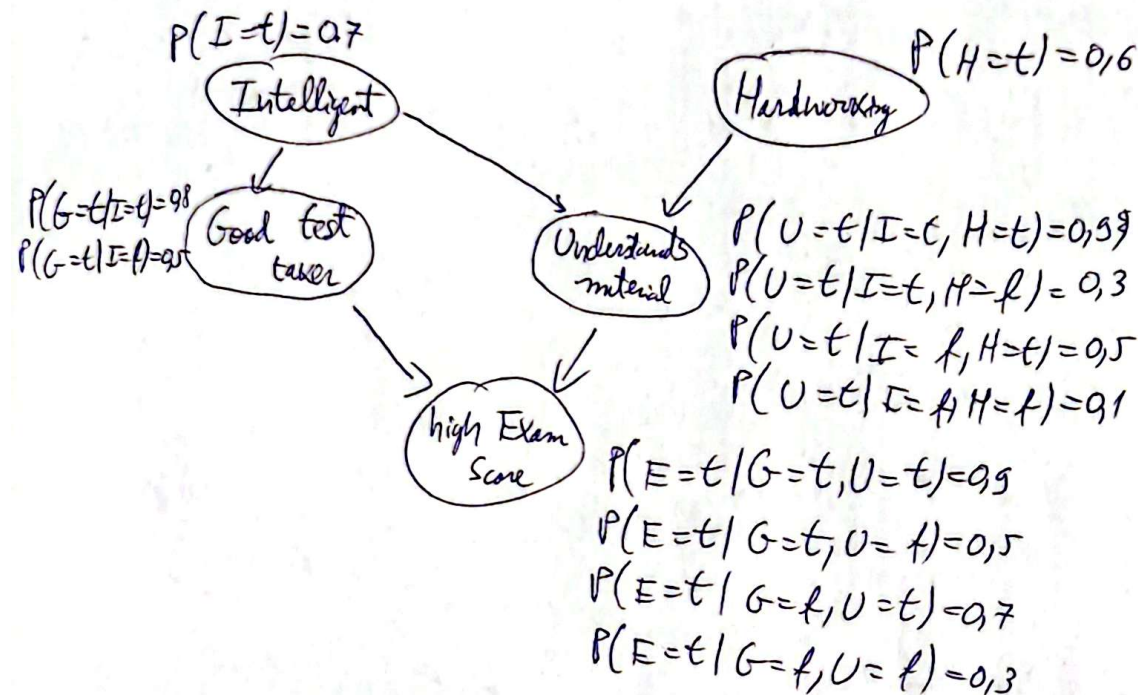 P(I=t)=0.7
P(H=t)=0,6
Intelligent
Hardworking
P(G=t|I=t)=0,8
P(G=t|I=f)=0,5
Good test
taker
Understands
material
P(U=t|I=t, H=t)=0,99
P(U=t|I=t, H=f)=0,3
P(U=t|I=f, H=t)=0,5
P(U=t|I=f, H=f)=0,1
high Exam
Score
P(E=t|G=t, U=t)=0,9
P(E=t|G=t, U=f)=0,5
P(E=t|G=f, U=t)=0,7
P(E=t|G=f, U=f)=0,3